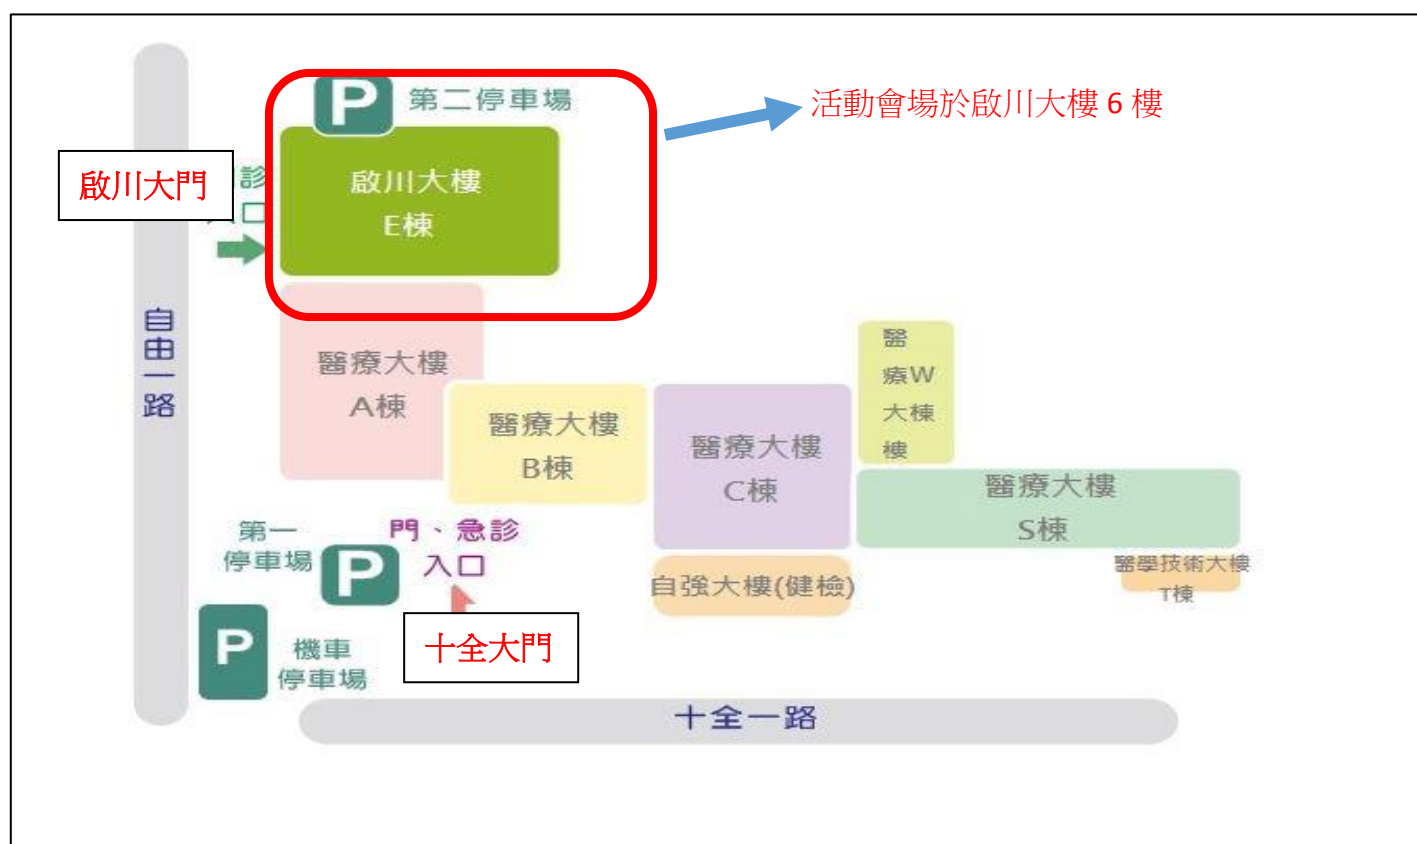 P
第二停車場
活動會場於啟川大樓 6 樓
啟川大門
診
入口
啟川大樓
E棟
自由一路
醫療大樓
A棟
醫療大樓
B棟
醫療大樓
C棟
醫
療W
大棟
樓
醫療大樓
S棟
第一
停車場
P
門、急診
入口
自強大樓(健檢)
醫學技術大樓
T棟
十全大門
P
機車
停車場
十全一路